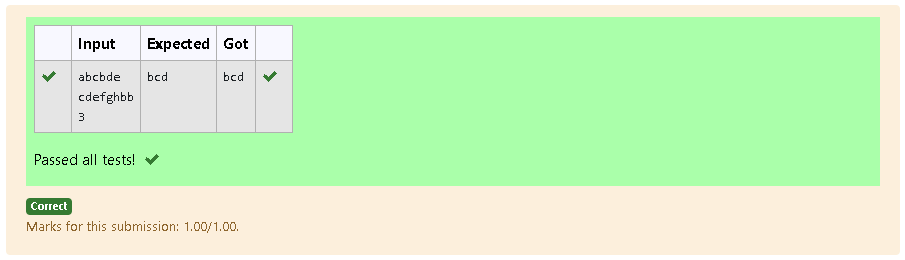 Input Expected Got
abcbde bcd bcd
cdefghbb
3
Passed all tests!
Correct
Marks for this submission: 1.00/1.00.